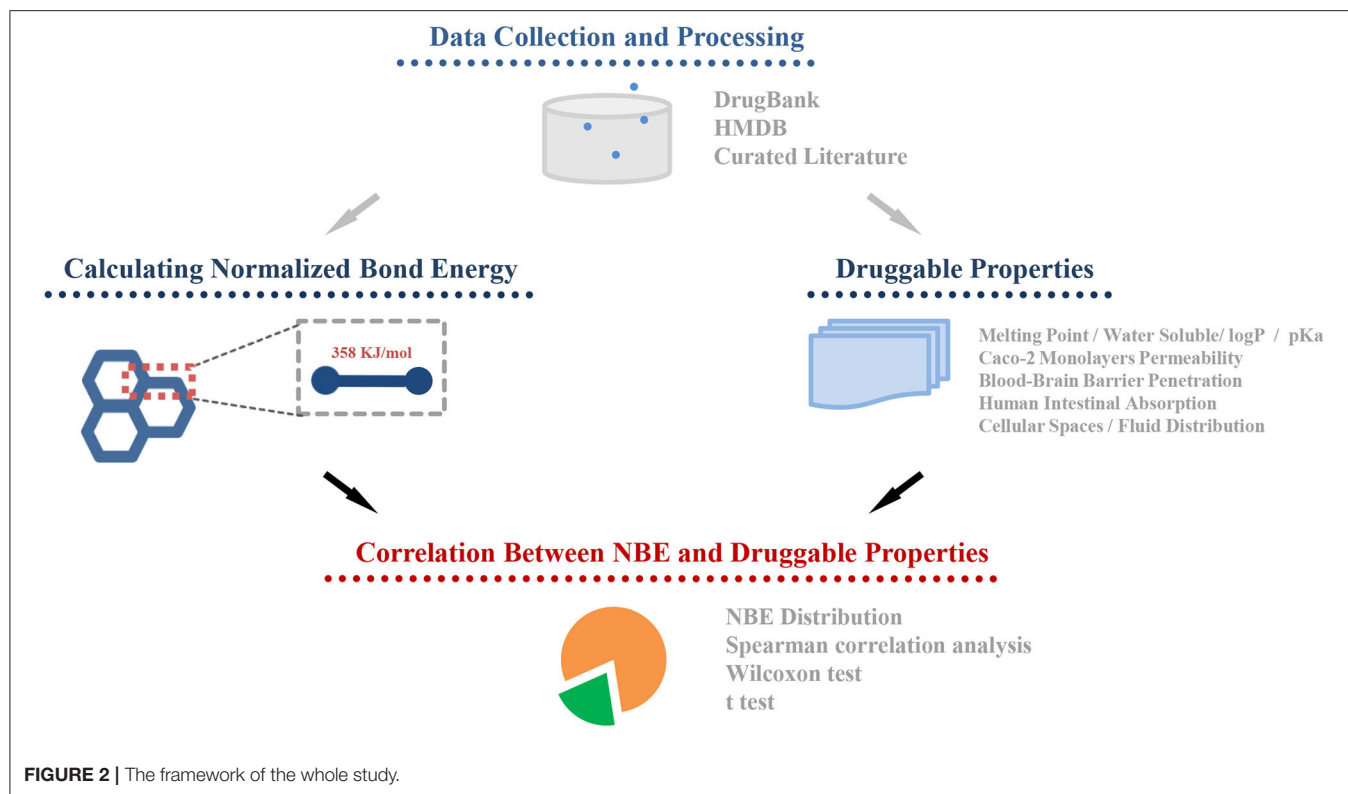 Data Collection and Processing
DrugBank
HMDB
Curated Literature
Calculating Normalized Bond Energy
358 KJ/mol
Druggable Properties
Melting Point / Water Soluble/ logP / pKa
Caco-2 Monolayers Permeability
Blood-Brain Barrier Penetration
Human Intestinal Absorption
Cellular Spaces / Fluid Distribution
Correlation Between NBE and Druggable Properties
NBE Distribution
Spearman correlation analysis
Wilcoxon test
t test
FIGURE 2 | The framework of the whole study.